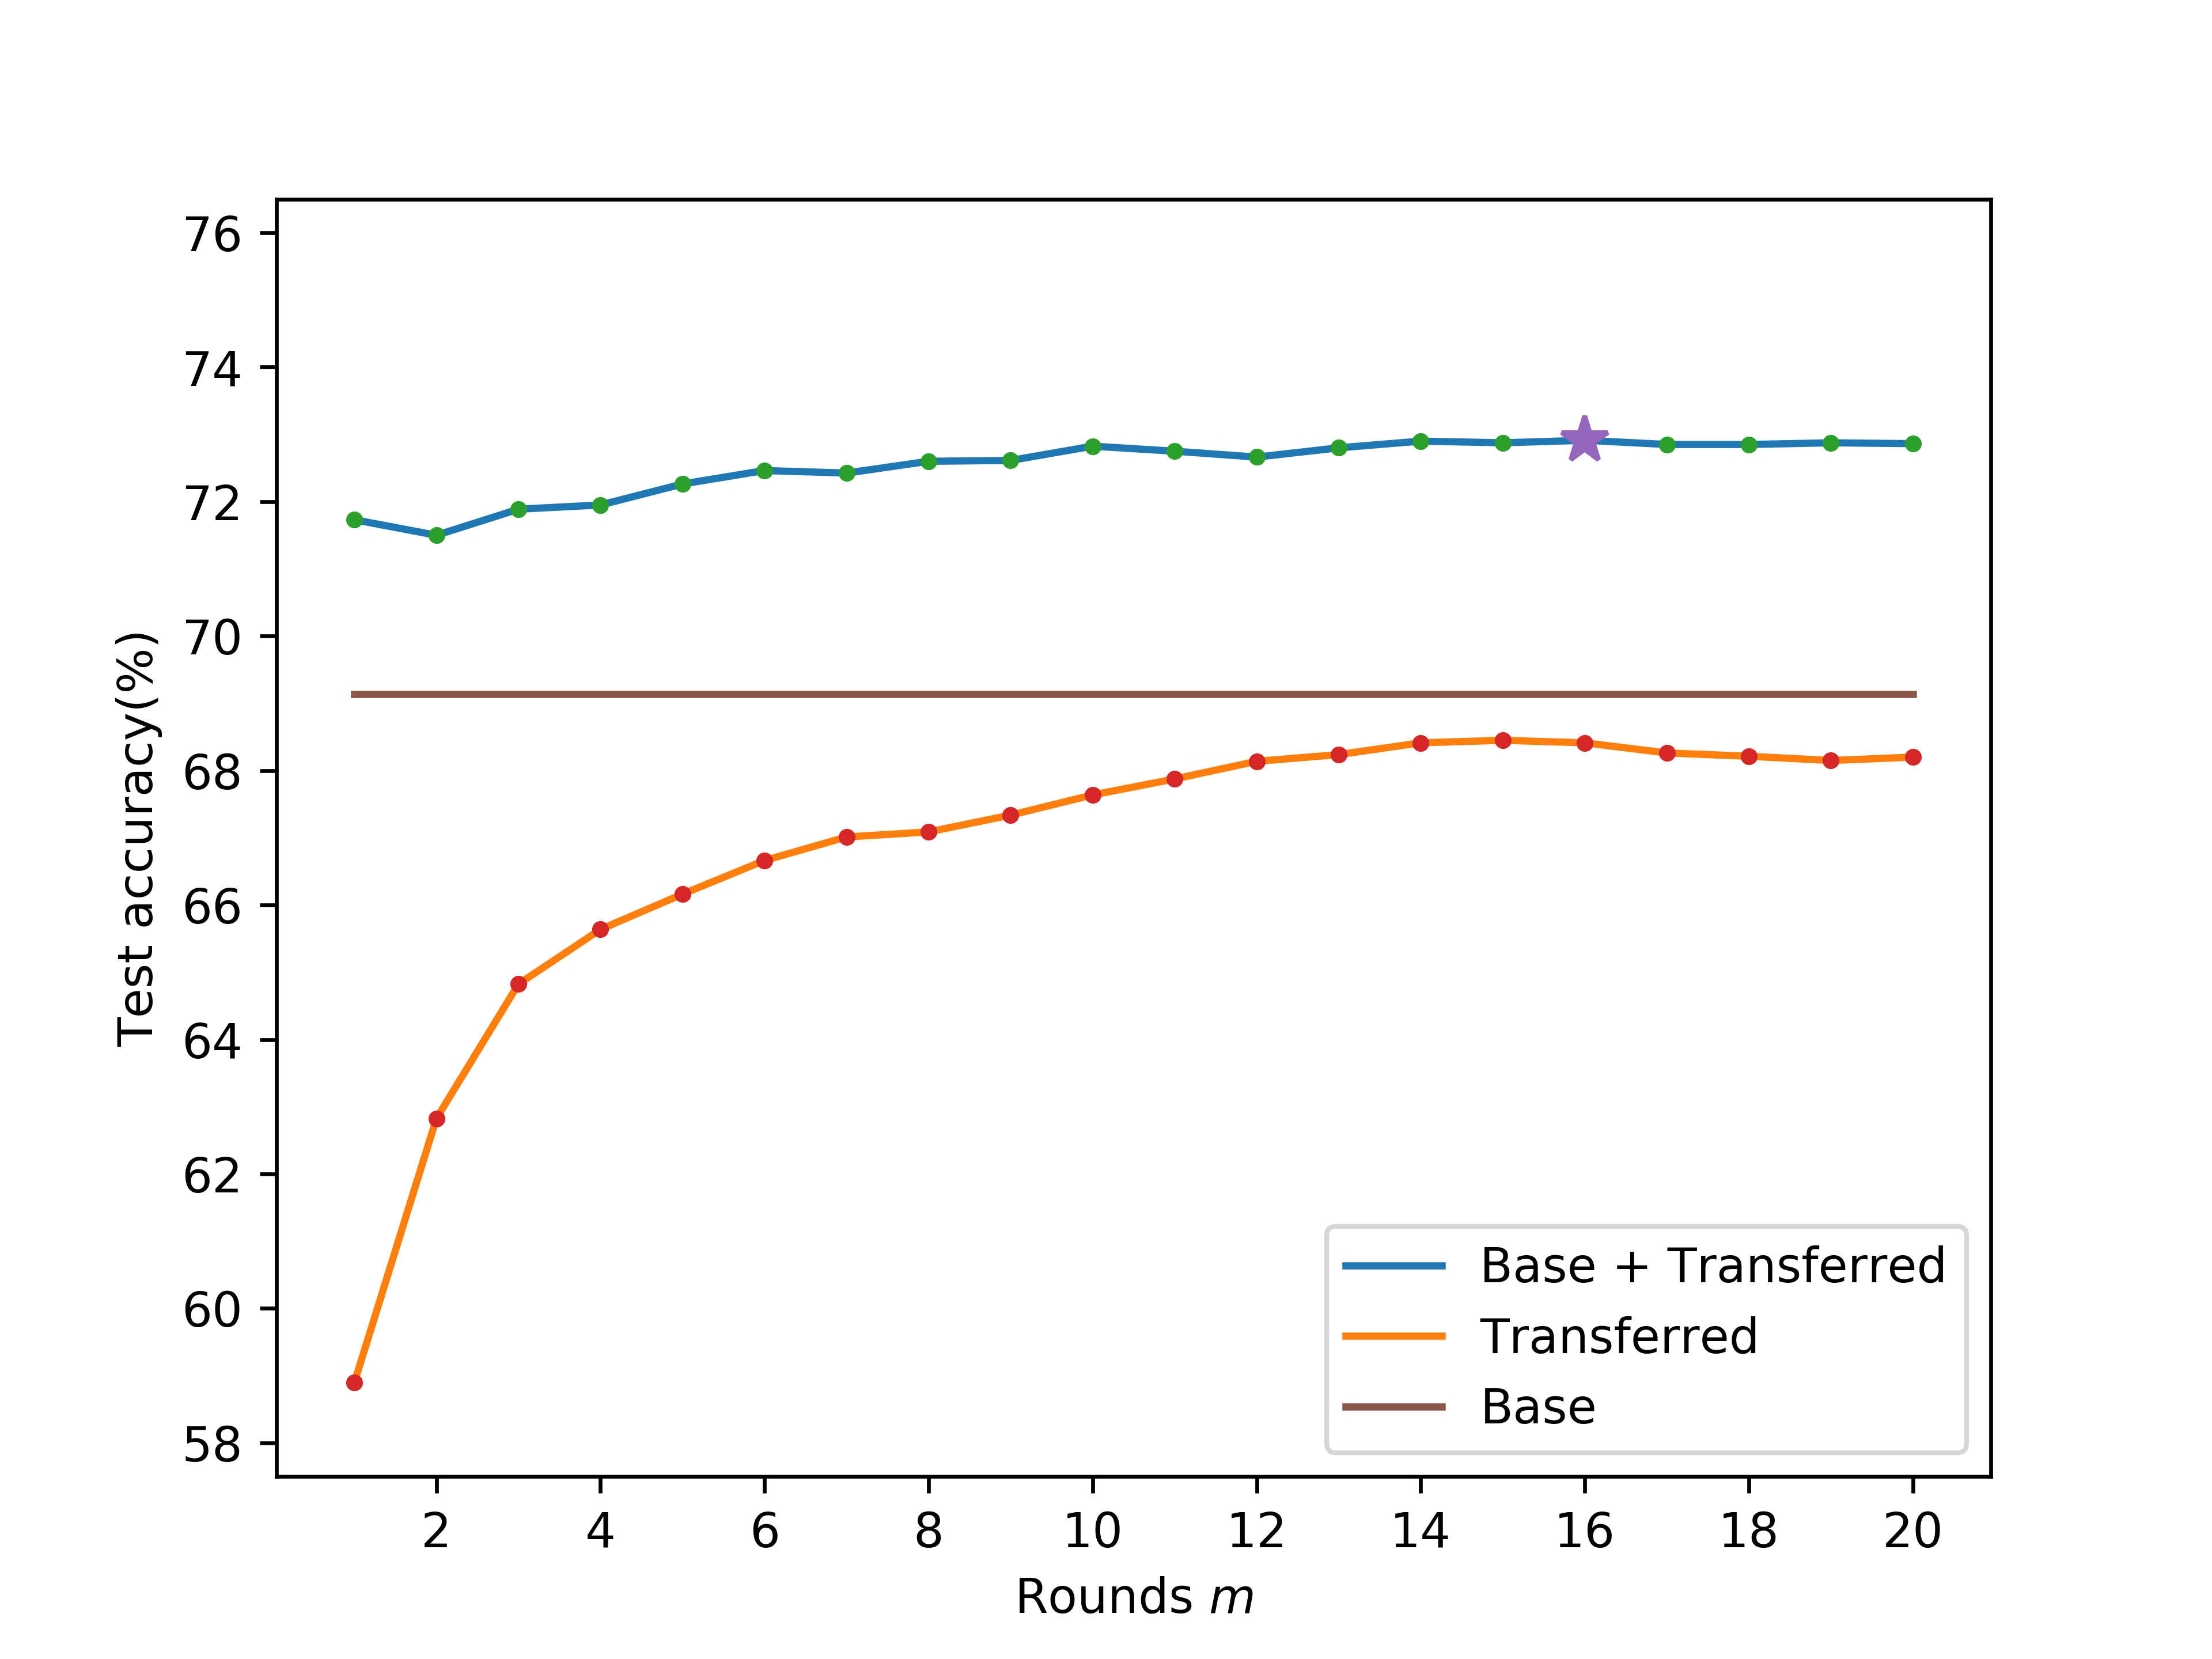 76
74
72
70
68
66
64
62
60
58
Test accuracy(%)
2 4 6 8 10 12 14 16 18 20
Rounds m
Base + Transferred
Transferred
Base